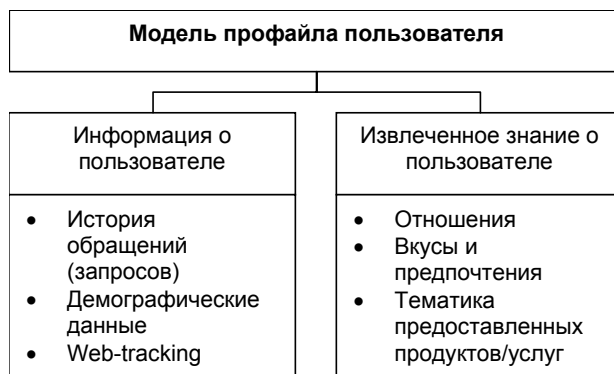 Модель профайла пользователя
Информация о
пользователе
• История
обращений
(запросов)
• Демографические
данные
• Web-tracking
Извлеченное знание о
пользователе
• Отношения
• Вкусы и
предпочтения
• Тематика
предоставленных
продуктов/услуг